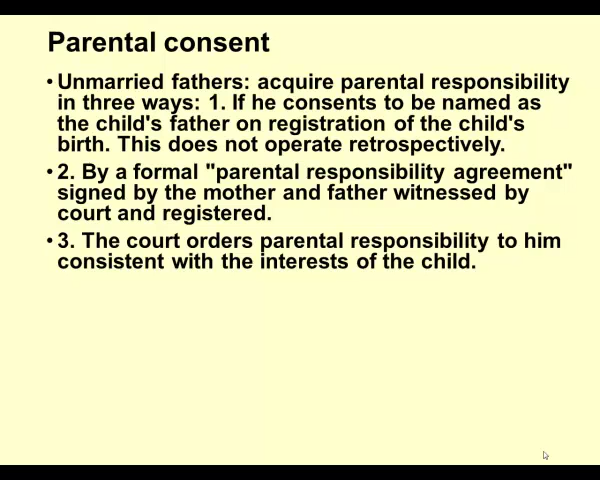 Parental consent
• Unmarried fathers: acquire parental responsibility
in three ways: 1. If he consents to be named as
the child's father on registration of the child's
birth. This does not operate retrospectively.
• 2. By a formal "parental responsibility agreement"
signed by the mother and father witnessed by
court and registered.
• 3. The court orders parental responsibility to him
consistent with the interests of the child.